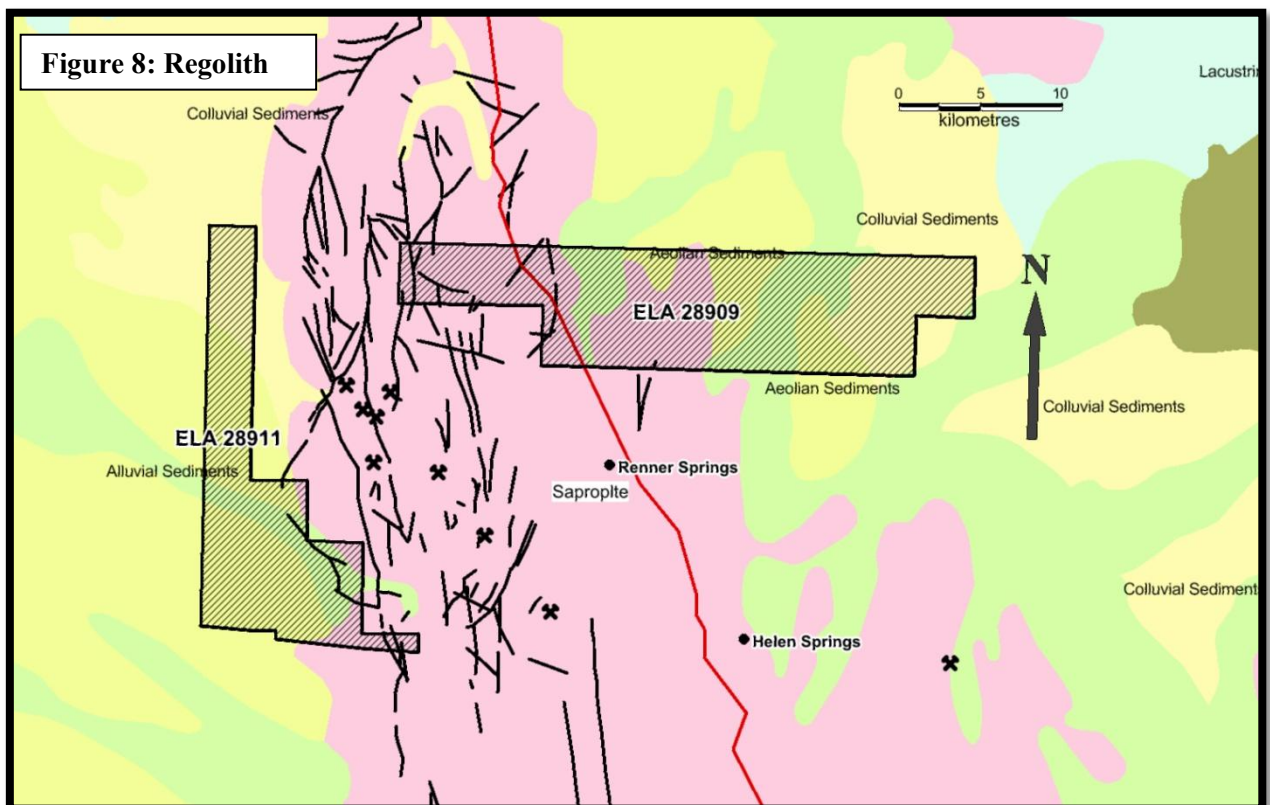 Figure 8: Regolith
Lacustrin
0 5 10
kilometres
Colluvial Sediments
Colluvial Sediments
Aeolian Sediments
N
ELA 28909
Aeolian Sediments
Colluvial Sediments
ELA 28911
Alluvial Sediments
Renner Springs
Saproplte
Colluvial Sediment
Helen Springs